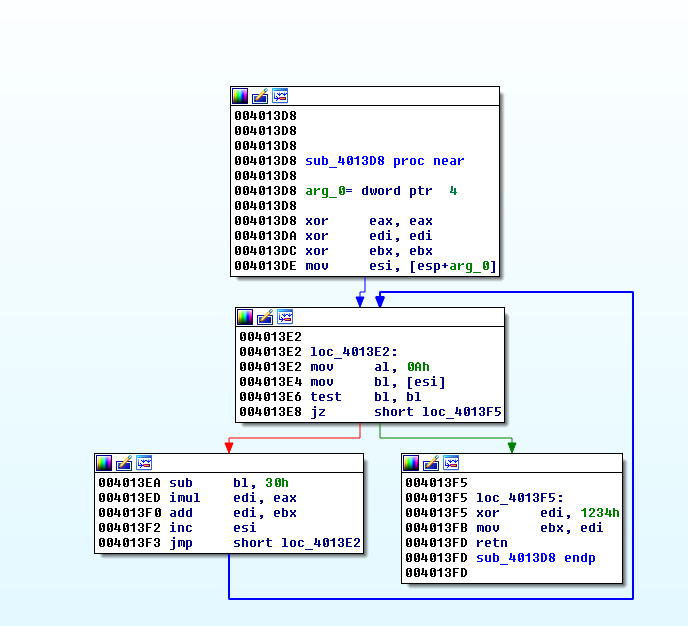 004013D8
004013D8
004013D8
004013D8 sub_4013D8 proc near
004013D8
004013D8 arg_0= dword ptr  4
004013D8
004013D8 xor     eax, eax
004013DA xor     edi, edi
004013DC xor     ebx, ebx
004013DE mov     esi, [esp+arg_0]
004013E2
004013E2 loc_4013E2:
004013E2 mov     al, 0Ah
004013E4 mov     bl, [esi]
004013E6 test    bl, bl
004013E8 jz      short loc_4013F5
004013EA sub     bl, 30h
004013ED imul    edi, eax
004013F0 add     edi, ebx
004013F2 inc     esi
004013F3 jmp     short loc_4013E2
004013F5
004013F5 loc_4013F5:
004013F5 xor     edi, 1234h
004013FB mov     ebx, edi
004013FD retn
004013FD sub_4013D8 endp
004013FD